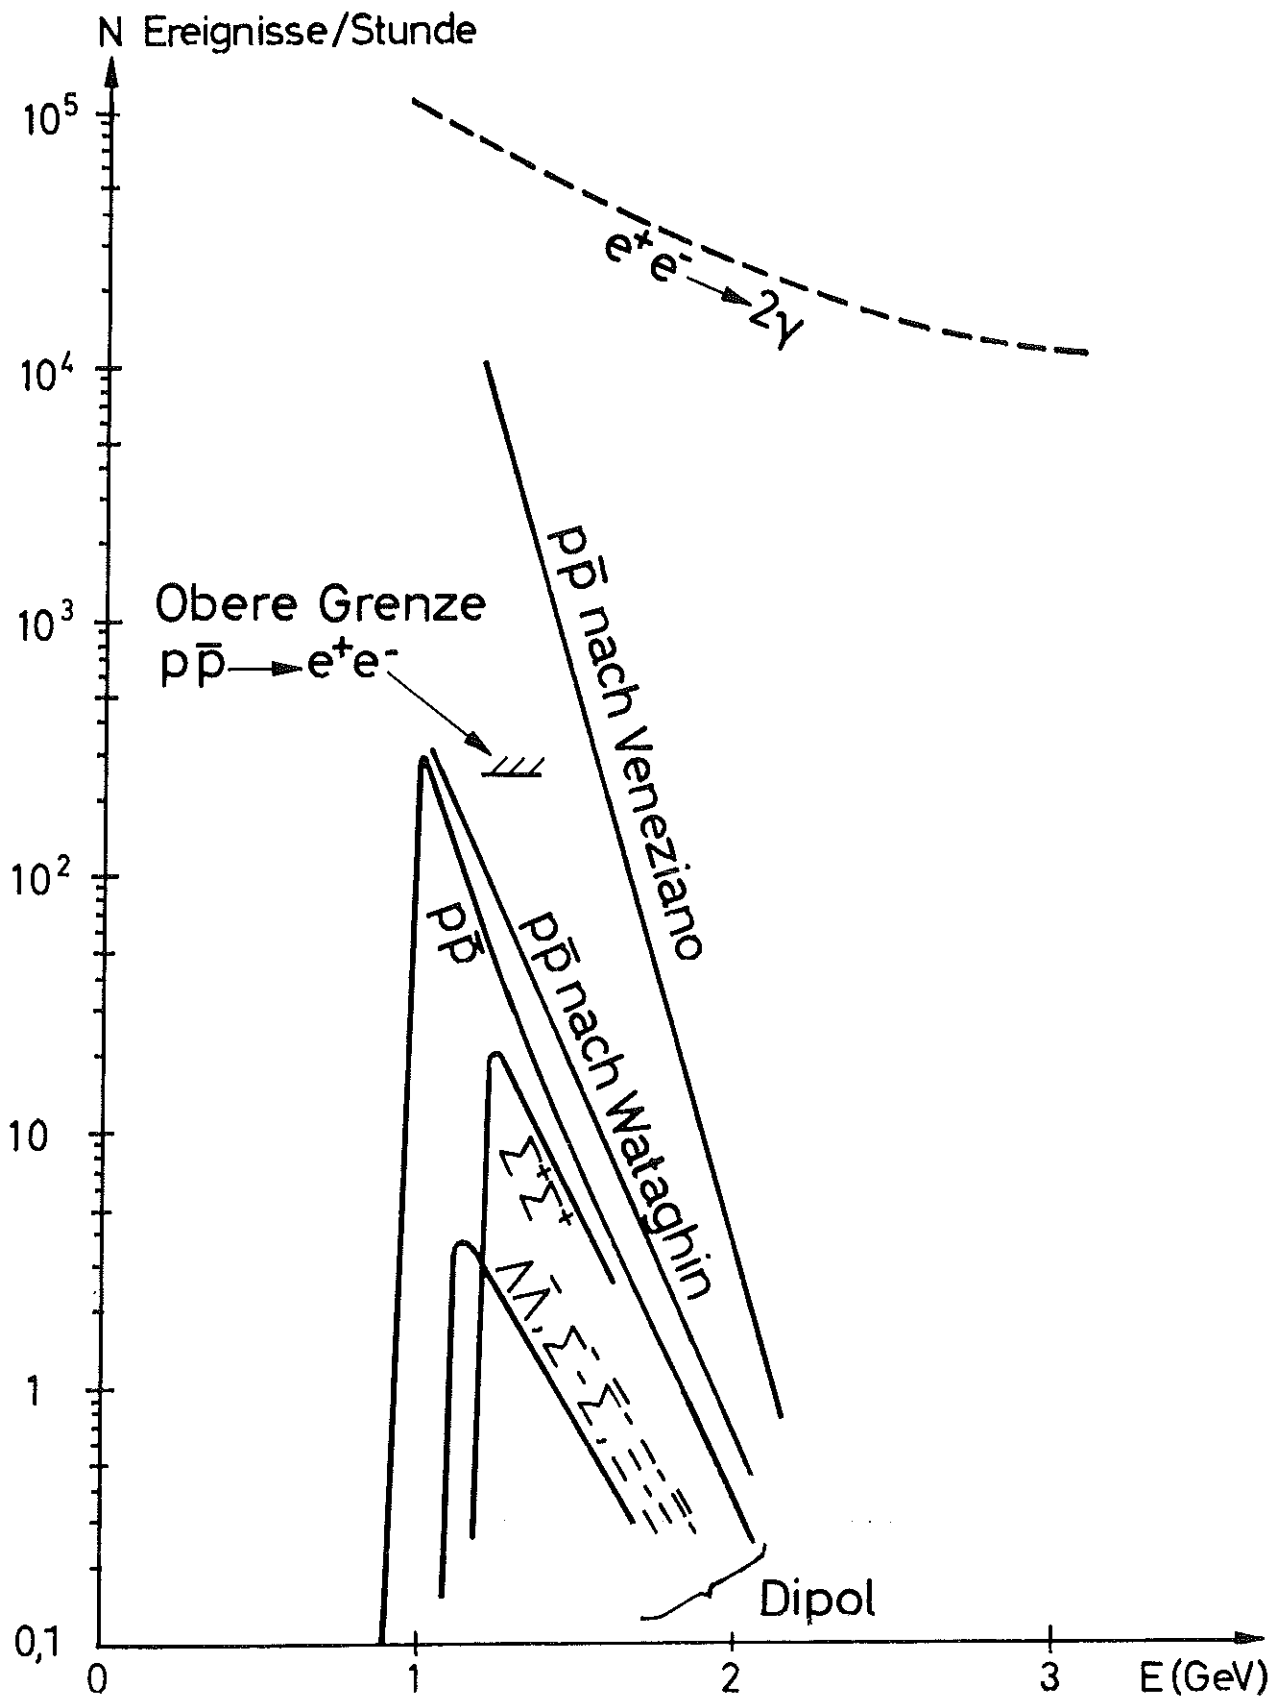 N Ereignisse/Stunde
10⁵
e⁺e⁻ → 2γ
10⁴
pp̄ nach Veneziano
Obere Grenze
10³
pp̄ → e⁺e⁻
10²
pp̄
pp̄ nach Wataghin
10
Σ⁺Σ̄⁺
ΛΛ̄, Σ⁻-Σ̄⁻, Ξ⁻Ξ̄⁻
1
Dipol
0,1
0 1 2 3 E (GeV)